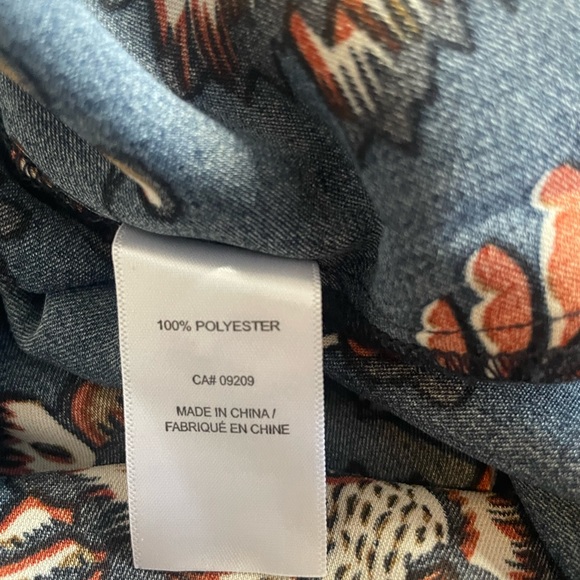 100% POLYESTER
CA# 09209
MADE IN CHINA /
FABRIQUÉ EN CHINE